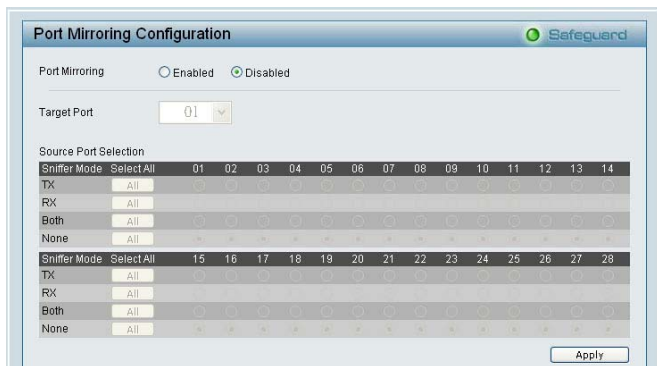 Port Mirroring Configuration Safeguard
Port Mirroring Enabled Disabled
Target Port 01
Source Port Selection
Sniffer Mode Select All 01 02 03 04 05 06 07 08 09 10 11 12 13 14
TX All
RX All
Both All
None All
Sniffer Mode Select All 15 16 17 18 19 20 21 22 23 24 25 26 27 28
TX All
RX All
Both All
None All
Apply